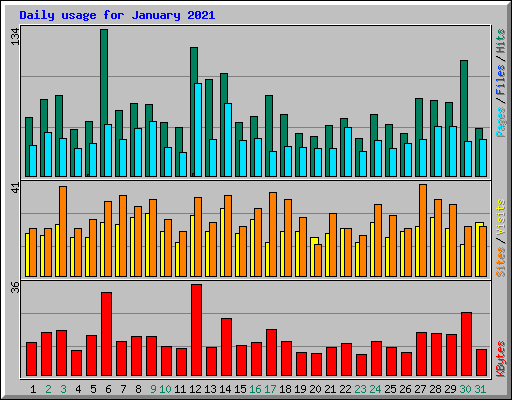 Daily usage for January 2021
134
41
36
Pages/Files/Hits
Sites/Visits
KBytes
1 2 3 4 5 6 7 8 9 10 11 12 13 14 15 16 17 18 19 20 21 22 23 24 25 26 27 28 29 30 31